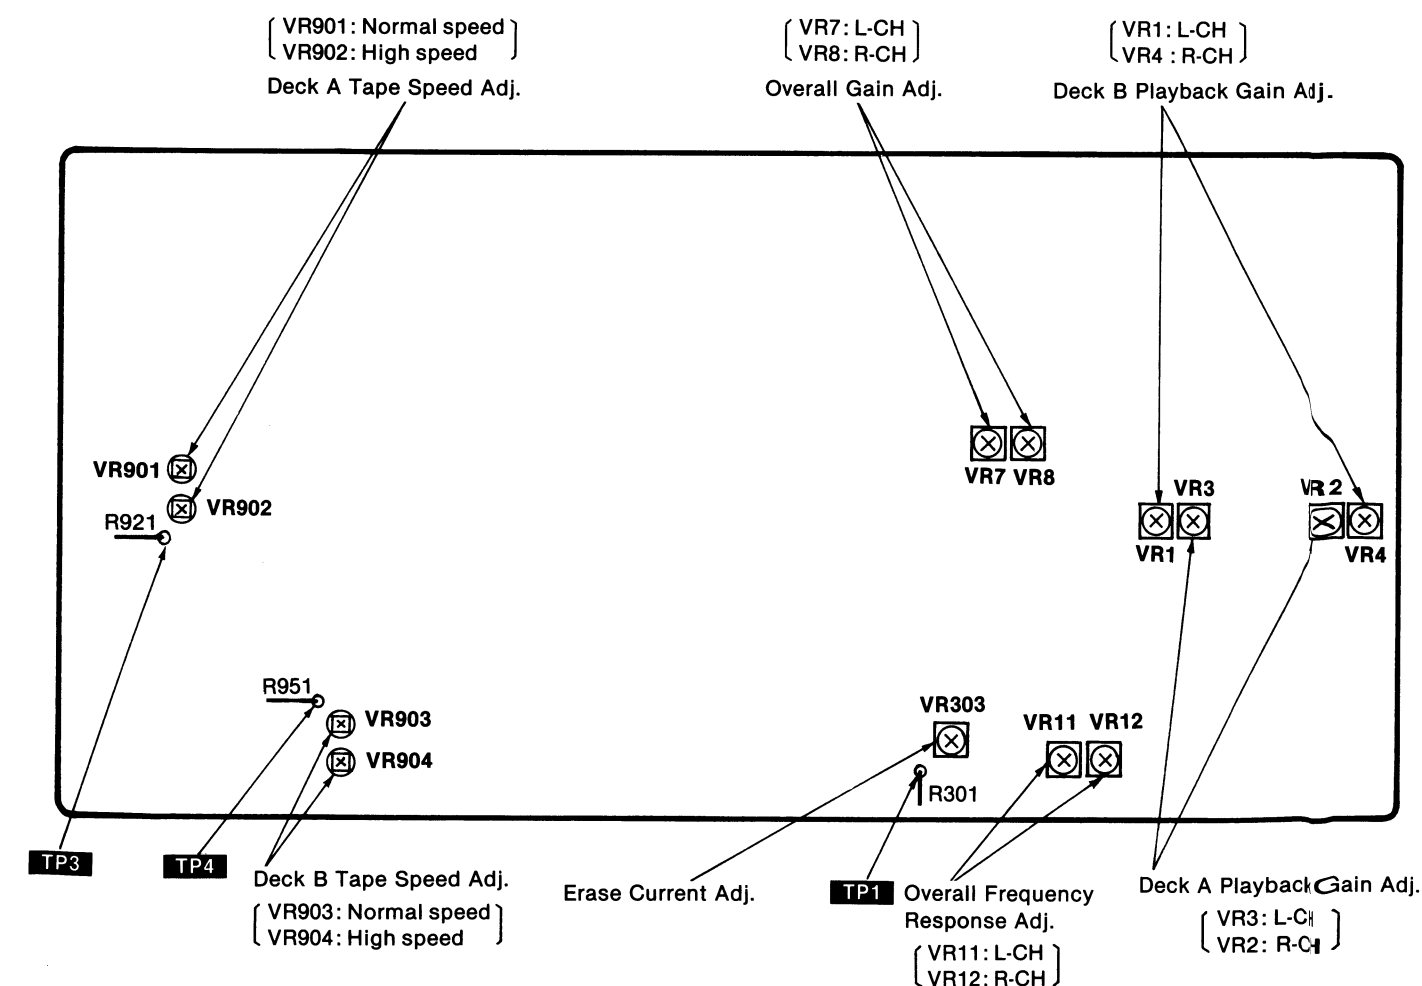 VR901: Normal speed
VR902: High speed
Deck A Tape Speed Adj.
VR7: L-CH
VR8: R-CH
Overall Gain Adj.
VR1: L-CH
VR4: R-CH
Deck B Playback Gain Adj.
VR901
VR902
R921
VR7 VR8
VR3
VR2
VR1
VR4
R951
VR903
VR904
VR303
VR11 VR12
R301
TP3
TP4
Deck B Tape Speed Adj.
VR903: Normal speed
VR904: High speed
Erase Current Adj.
TP1
Overall Frequency
Response Adj.
VR11: L-CH
VR12: R-CH
Deck A Playback Gain Adj.
VR3: L-CH
VR2: R-CH